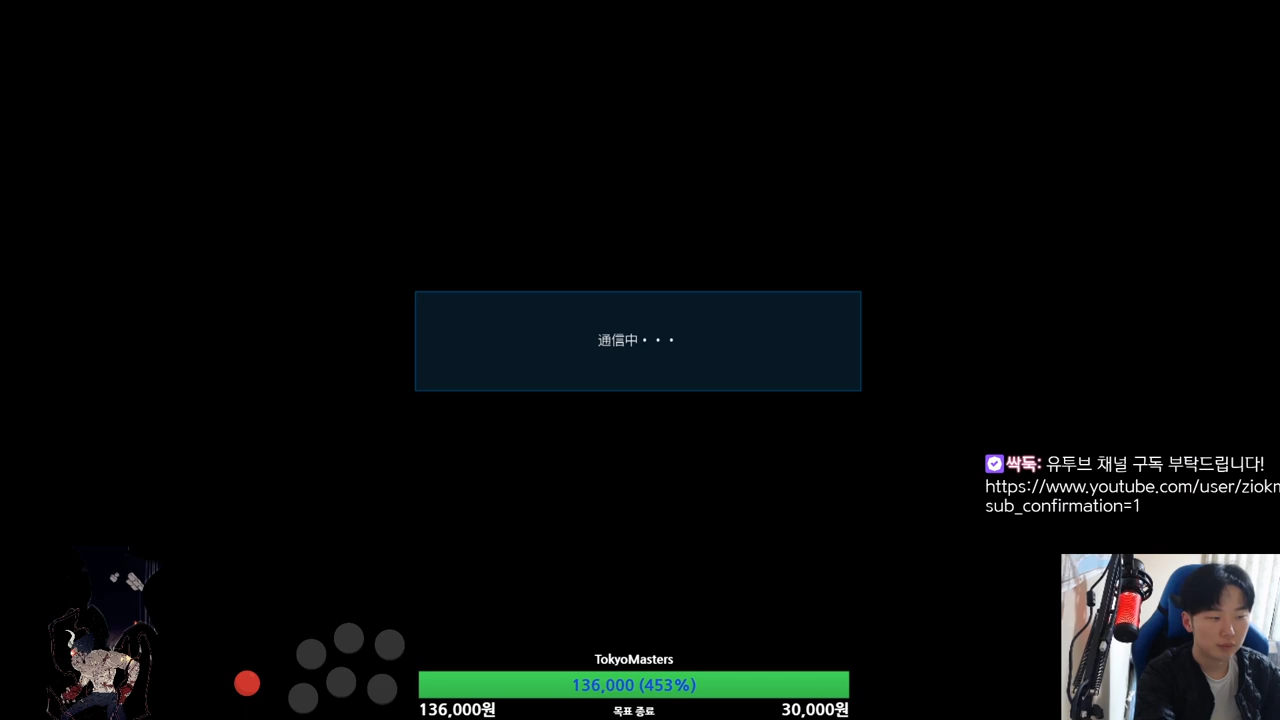 通信中・・・
싹둑: 유투브 채널 구독 부탁드립니다!
https://www.youtube.com/user/ziokm
sub_confirmation=1
TokyoMasters
136,000 (453%)
136,000원 목표 종료 30,000원